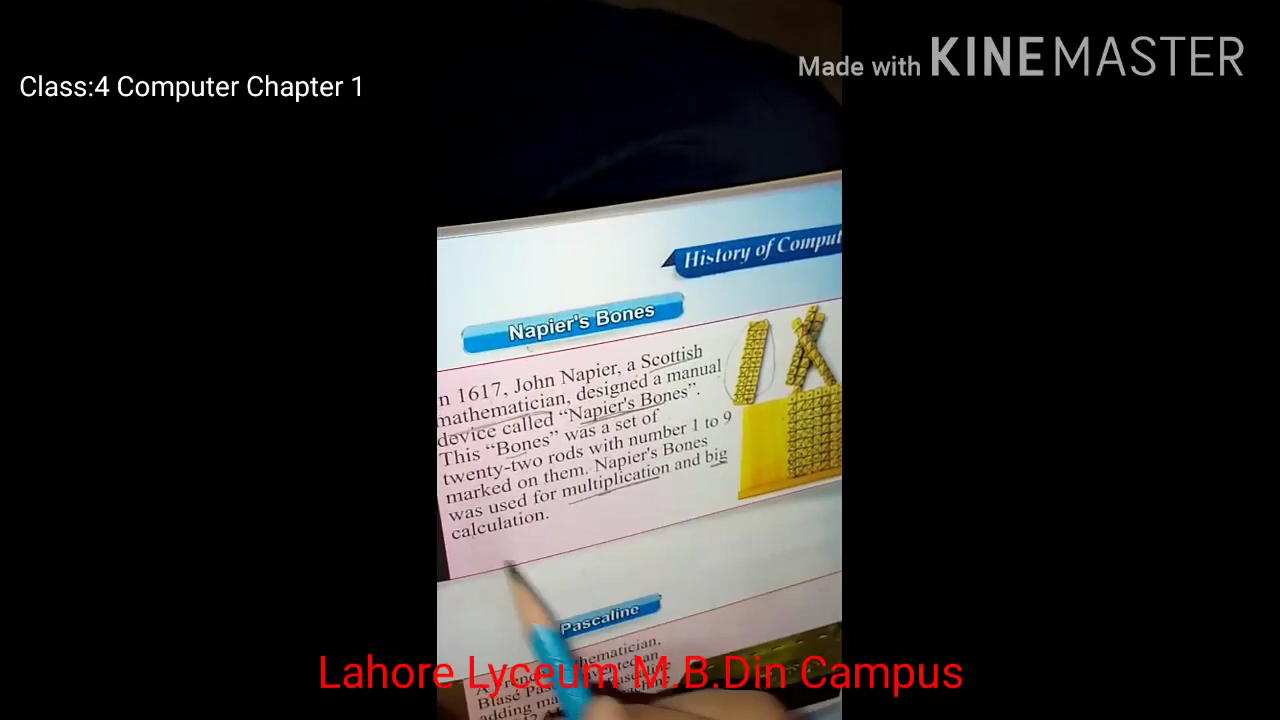 Made with KINEMASTER
Class:4 Computer Chapter 1
History of Comput
Napier's Bones
n 1617, John Napier, a Scottish
mathematician, designed a manual
device called “Napier's Bones”.
This “Bones” was a set of
twenty-two rods with number 1 to 9
marked on them. Napier's Bones
was used for multiplication and big
calculation.
Pascaline
Blasé
adding
Lahore Lyceum M.B.Din Campus